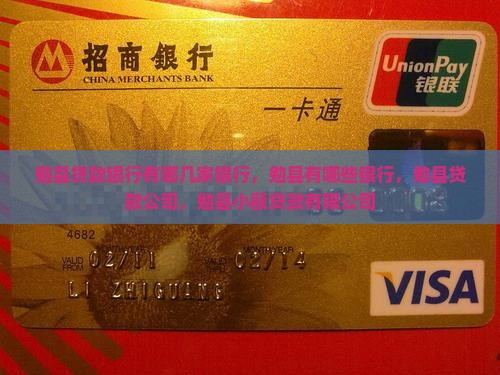 招商银行
CHINA MERCHANTS BANK
UnionPay
银联
一卡通
勉县贷款银行有哪几家银行，勉县有哪些银行，勉县贷
款公司，勉县小额贷款有限公司
4682
MONTH/YEAR MONTH/YEAR
VALID FROM 02/11 02/14
LI ZHIGUANG
VISA